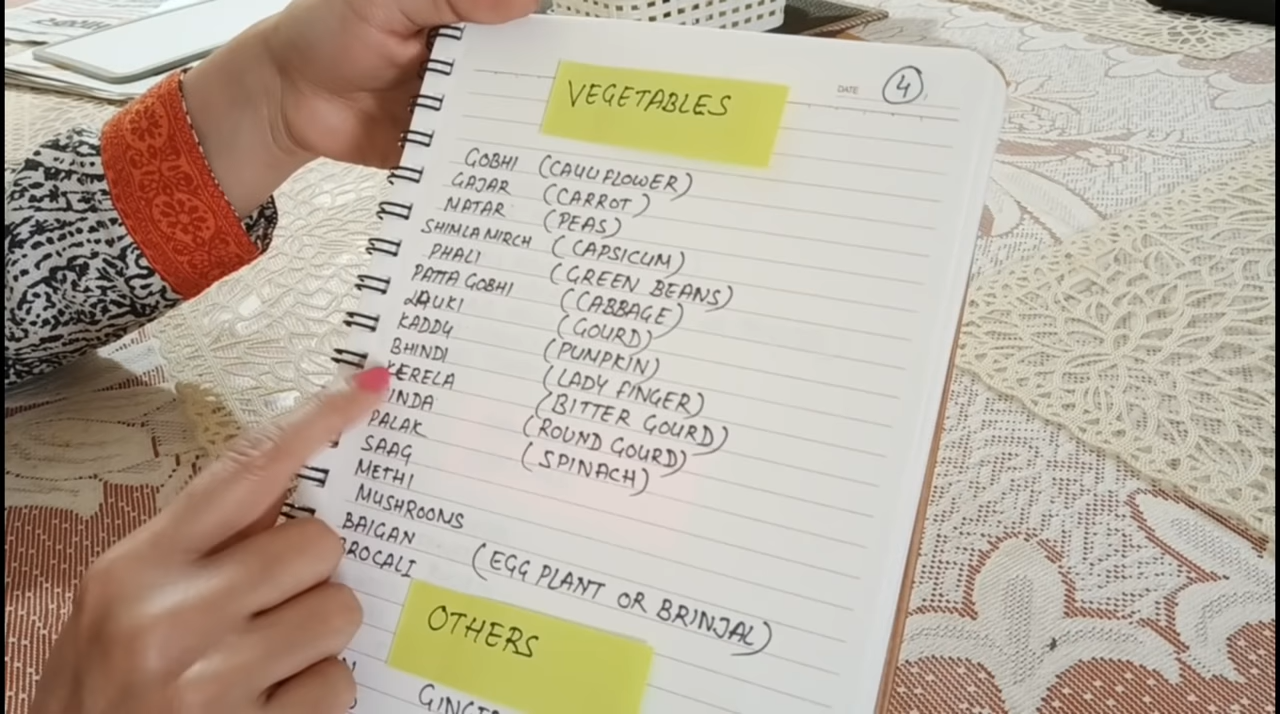 DATE 4
VEGETABLES
GOBHI (CAULIFLOWER)
GAJAR (CARROT)
MATAR (PEAS)
SHIMLA MIRCH (CAPSICUM)
PHALI (GREEN BEANS)
PATTA GOBHI (CABBAGE)
LAUKI (GOURD)
KADDU (PUMPKIN)
BHINDI (LADY FINGER)
KERELA (BITTER GOURD)
INDA (ROUND GOURD)
PALAK (SPINACH)
SAAG
METHI
MUSHROOMS
BAIGAN (EGG PLANT OR BRINJAL)
BROCALI
OTHERS